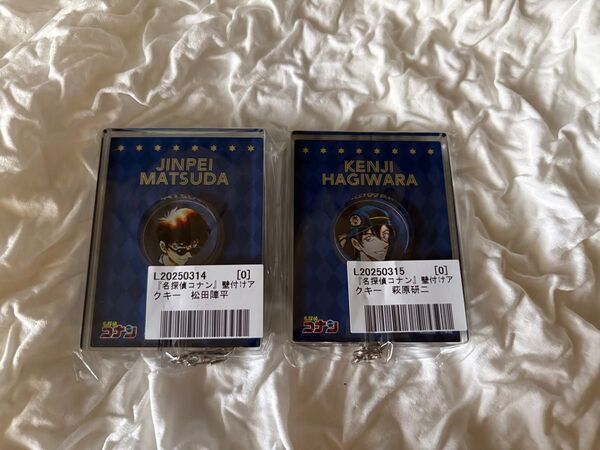 JINPEI
MATSUDA
L20250314 [0]
『名探偵コナン』壁付けア
クキー 松田陣平
名探偵
コナン
KENJI
HAGIWARA
L20250315 [0]
『名探偵コナン』壁付けア
クキー 萩原研二
名探偵
コナン